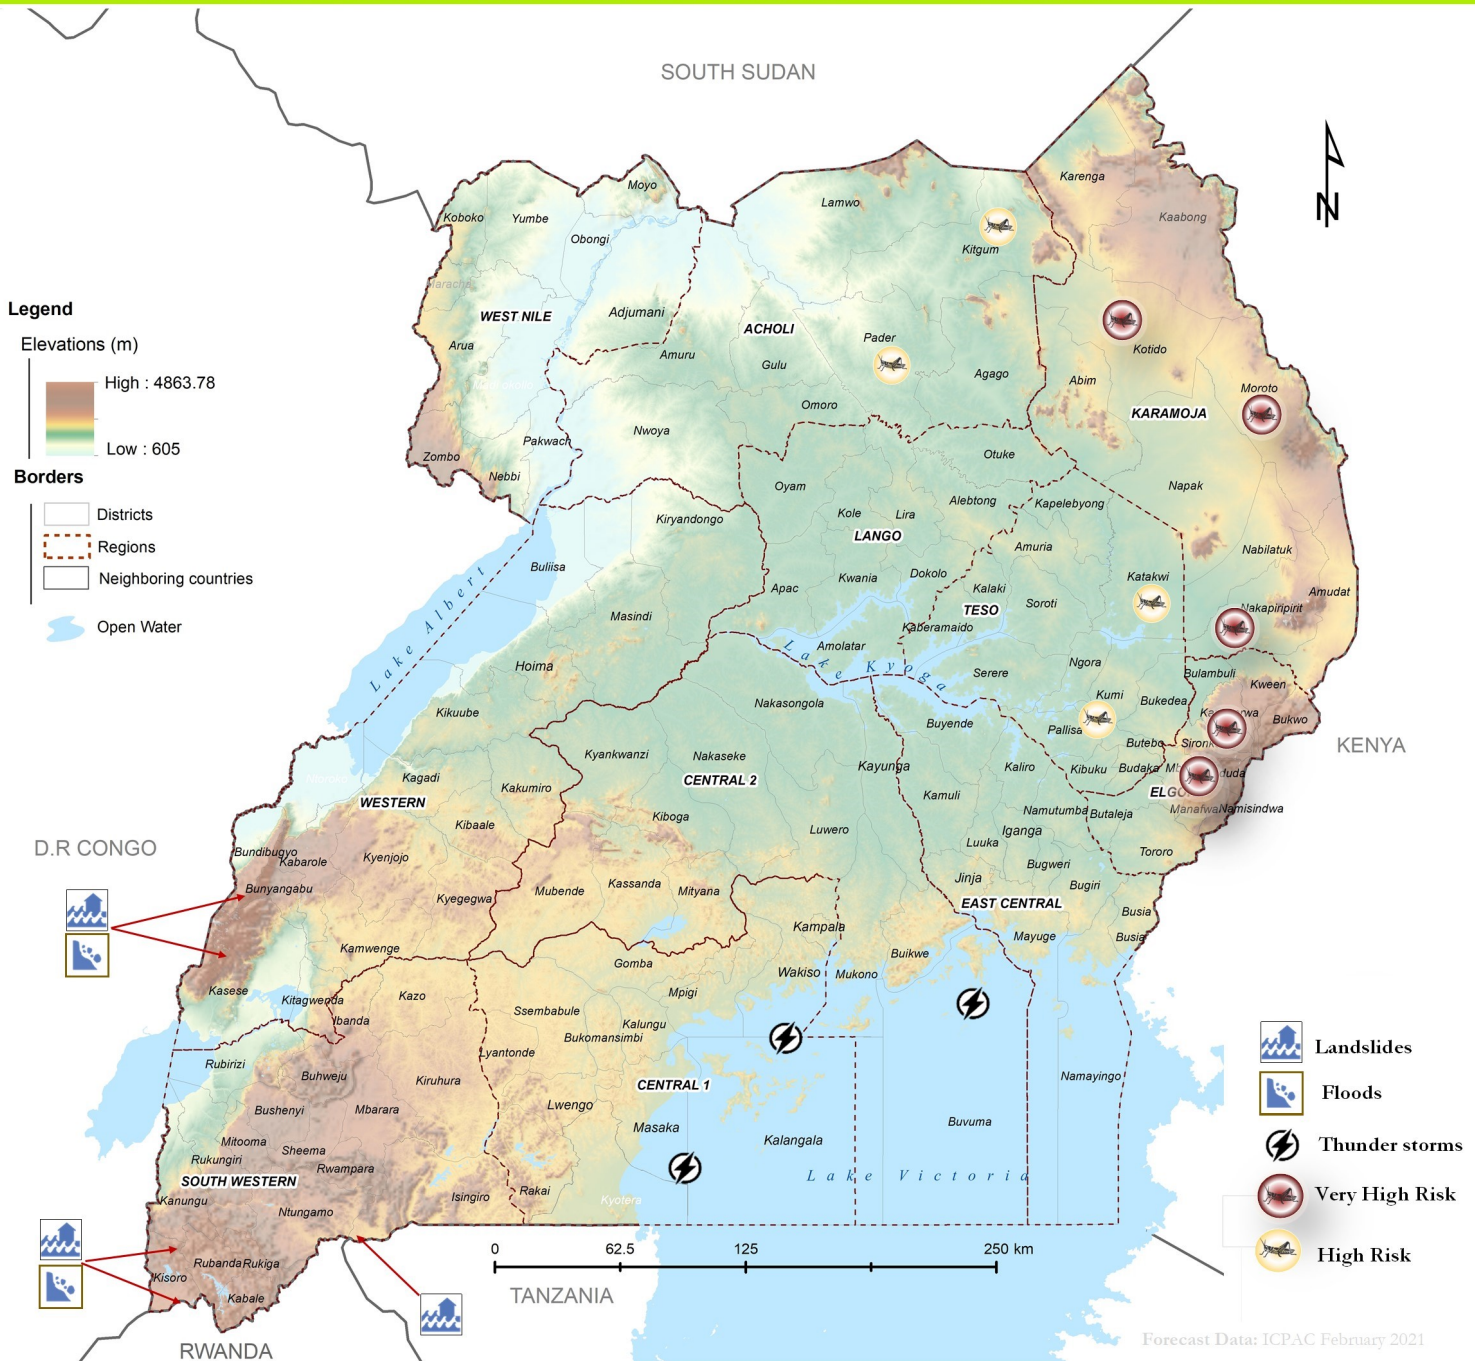 SOUTH SUDAN
Karenga
Moyo
Lamwo
Kaabong
Koboko
Yumbe
Obongi
Kitgum
N
Maracha
Legend
WEST NILE
Adjumani
ACHOLI
Elevations (m)
Pader
Kotido
Arua
Amuru
Gulu
Agago
Abim
Moroto
High : 4863.78
Omoro
KARAMOJA
Nwoya
Pakwach
Low : 605
Zombo
Otuke
Borders
Nebbi
Oyam
Napak
Alebtong
Kapelebyong
Districts
Kiryandongo
Kole
Lira
LANGO
Regions
Amuria
Nabilatuk
Neighboring countries
Buliisa
Kwania
Dokolo
Katakwi
Apac
Kalaki
Amudat
Soroti
Nakapiripirit
Masindi
TESO
Open Water
Kaberamaido
Lake Albert
Amolatar
Lake Kyoga
Hoima
Ngora
Serere
Bulambuli
Kween
Kumi
Bukedea
Nakasongola
Kikuube
Bukwo
Buyende
Pallisa
Butebo
KENYA
Kyankwanzi
Nakaseke
Kayunga
Kaliro
Kibuku
Budaka
Kagadi
CENTRAL 2
Kakumiro
Kamuli
WESTERN
Namutumba
Butaleja
Manafwa
Namisindwa
Kibaale
Kiboga
Luwero
Iganga
Luuka
D.R CONGO
Bundibugyo
Kabarole
Kyenjojo
Tororo
Bugweri
Bunyangabu
Mubende
Kassanda
Mityana
Jinja
Bugiri
Kyegegwa
EAST CENTRAL
Busia
Kampala
Mayuge
Busia
Kamwenge
Buikwe
Gomba
Wakiso
Mukono
Kasese
Kitagwenda
Kazo
Mpigi
Ssembabule
Ibanda
Kalungu
Bukomansimbi
Landslides
Lyantonde
Rubirizi
Buhweju
Kiruhura
CENTRAL 1
Namayingo
Floods
Bushenyi
Mbarara
Lwengo
Masaka
Buvuma
Mitooma
Sheema
Kalangala
Thunder storms
Rukungiri
Rwampara
Lake Victoria
SOUTH WESTERN
Rakai
Very High Risk
Kanungu
Isingiro
Kyotera
Ntungamo
0
62.5
125
250 km
High Risk
Rubanda
Rukiga
Kisoro
Kabale
TANZANIA
Forecast Data: ICPAC February 2021
RWANDA